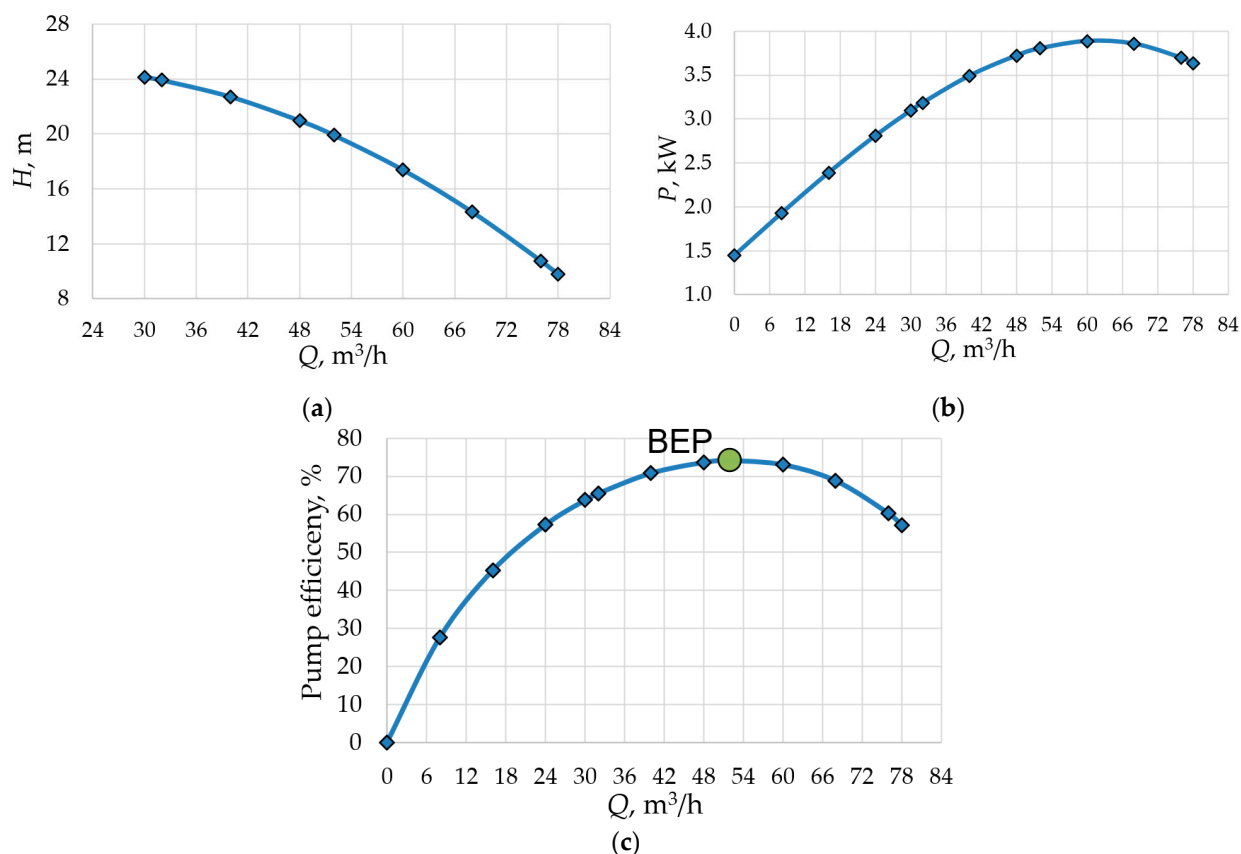 28
24
20
16
12
8
H, m
24 30 36 42 48 54 60 66 72 78 84
Q, m³/h
(a)
4.0
3.5
3.0
2.5
2.0
1.5
1.0
P, kW
0 6 12 18 24 30 36 42 48 54 60 66 72 78 84
Q, m³/h
(b)
BEP
80
70
60
50
40
30
20
10
0
Pump efficiceny, %
0 6 12 18 24 30 36 42 48 54 60 66 72 78 84
Q, m³/h
(c)